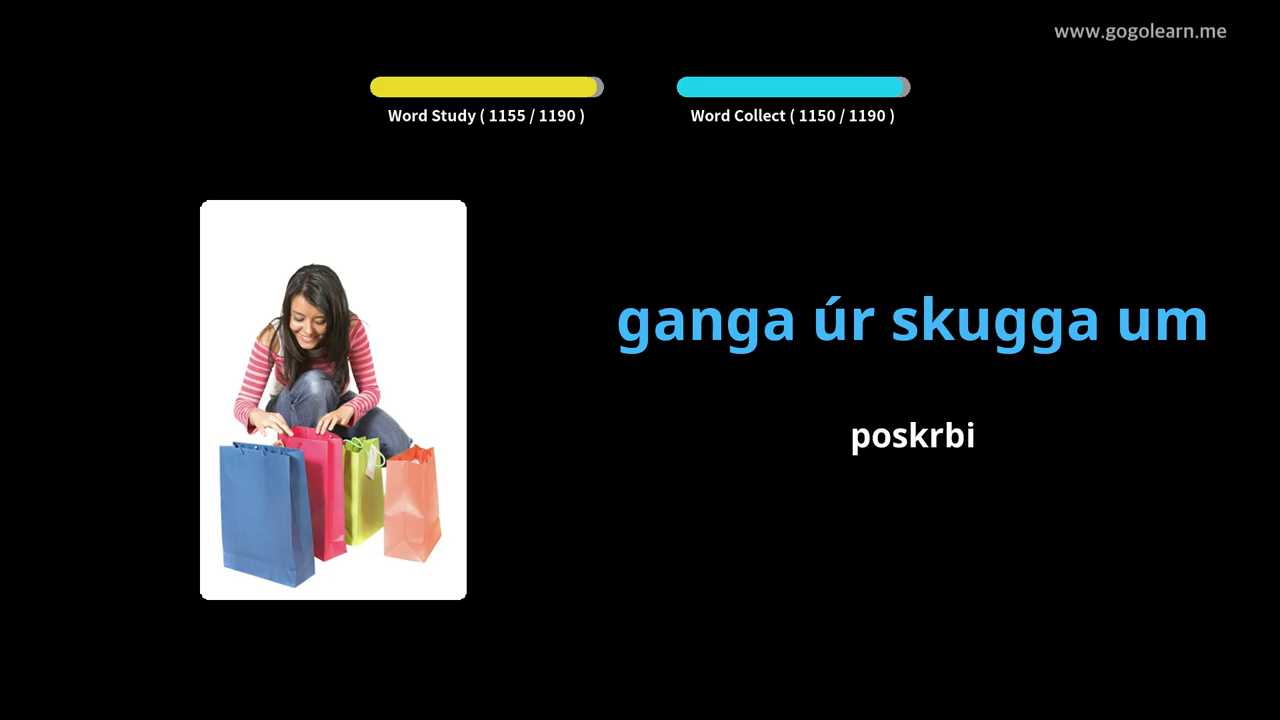 www.gogolearn.me
Word Study ( 1155 / 1190 )
Word Collect ( 1150 / 1190 )
ganga úr skugga um
poskrbi